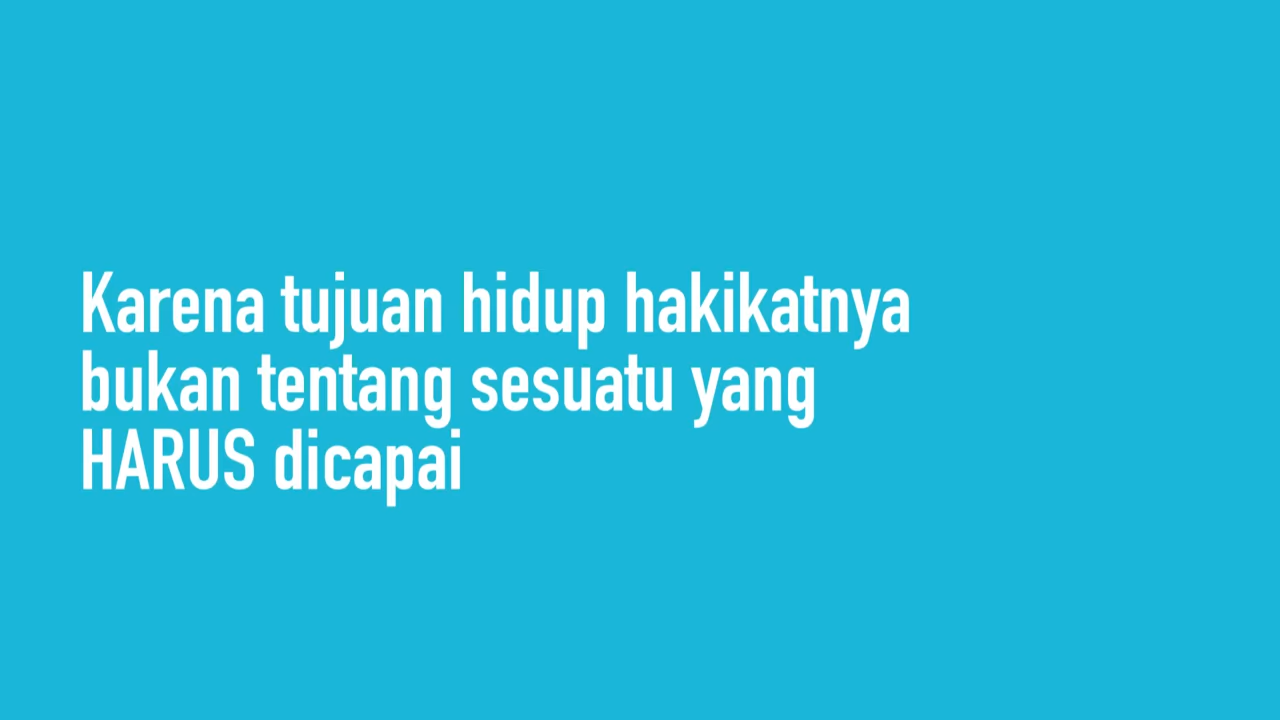 Karena tujuan hidup hakikatnya
bukan tentang sesuatu yang
HARUS dicapai